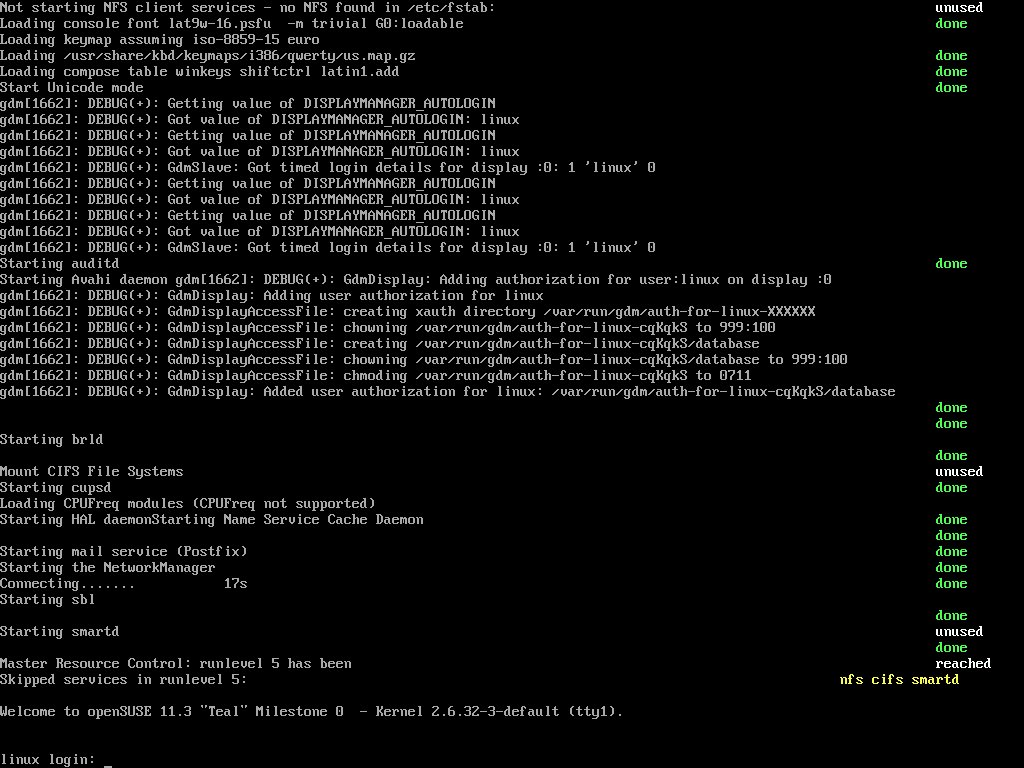 Not starting NFS client services - no NFS found in /etc/fstab: unused
Loading console font lat9w-16.psfu  -m trivial G0:loadable done
Loading keymap assuming iso-8859-15 euro
Loading /usr/share/kbd/keymaps/i386/qwerty/us.map.gz done
Loading compose table winkeys shiftctrl latin1.add done
Start Unicode mode done
gdm[1662]: DEBUG(+): Getting value of DISPLAYMANAGER_AUTOLOGIN
gdm[1662]: DEBUG(+): Got value of DISPLAYMANAGER_AUTOLOGIN: linux
gdm[1662]: DEBUG(+): Getting value of DISPLAYMANAGER_AUTOLOGIN
gdm[1662]: DEBUG(+): Got value of DISPLAYMANAGER_AUTOLOGIN: linux
gdm[1662]: DEBUG(+): GdmSlave: Got timed login details for display :0: 1 'linux' 0
gdm[1662]: DEBUG(+): Getting value of DISPLAYMANAGER_AUTOLOGIN
gdm[1662]: DEBUG(+): Got value of DISPLAYMANAGER_AUTOLOGIN: linux
gdm[1662]: DEBUG(+): Getting value of DISPLAYMANAGER_AUTOLOGIN
gdm[1662]: DEBUG(+): Got value of DISPLAYMANAGER_AUTOLOGIN: linux
gdm[1662]: DEBUG(+): GdmSlave: Got timed login details for display :0: 1 'linux' 0
Starting auditd done
Starting Avahi daemon gdm[1662]: DEBUG(+): GdmDisplay: Adding authorization for user:linux on display :0
gdm[1662]: DEBUG(+): GdmDisplay: Adding user authorization for linux
gdm[1662]: DEBUG(+): GdmDisplayAccessFile: creating xauth directory /var/run/gdm/auth-for-linux-XXXXXX
gdm[1662]: DEBUG(+): GdmDisplayAccessFile: chowning /var/run/gdm/auth-for-linux-cqKqkS to 999:100
gdm[1662]: DEBUG(+): GdmDisplayAccessFile: creating /var/run/gdm/auth-for-linux-cqKqkS/database
gdm[1662]: DEBUG(+): GdmDisplayAccessFile: chowning /var/run/gdm/auth-for-linux-cqKqkS/database to 999:100
gdm[1662]: DEBUG(+): GdmDisplayAccessFile: chmoding /var/run/gdm/auth-for-linux-cqKqkS to 0711
gdm[1662]: DEBUG(+): GdmDisplay: Added user authorization for linux: /var/run/gdm/auth-for-linux-cqKqkS/database
done
done
Starting brld
done
Mount CIFS File Systems unused
Starting cupsd done
Loading CPUFreq modules (CPUFreq not supported)
Starting HAL daemonStarting Name Service Cache Daemon done
done
Starting mail service (Postfix) done
Starting the NetworkManager done
Connecting....... 17s done
Starting sbl
done
Starting smartd unused
done
Master Resource Control: runlevel 5 has been reached
Skipped services in runlevel 5: nfs cifs smartd
Welcome to openSUSE 11.3 "Teal" Milestone 0  - Kernel 2.6.32-3-default (tty1).
linux login: _